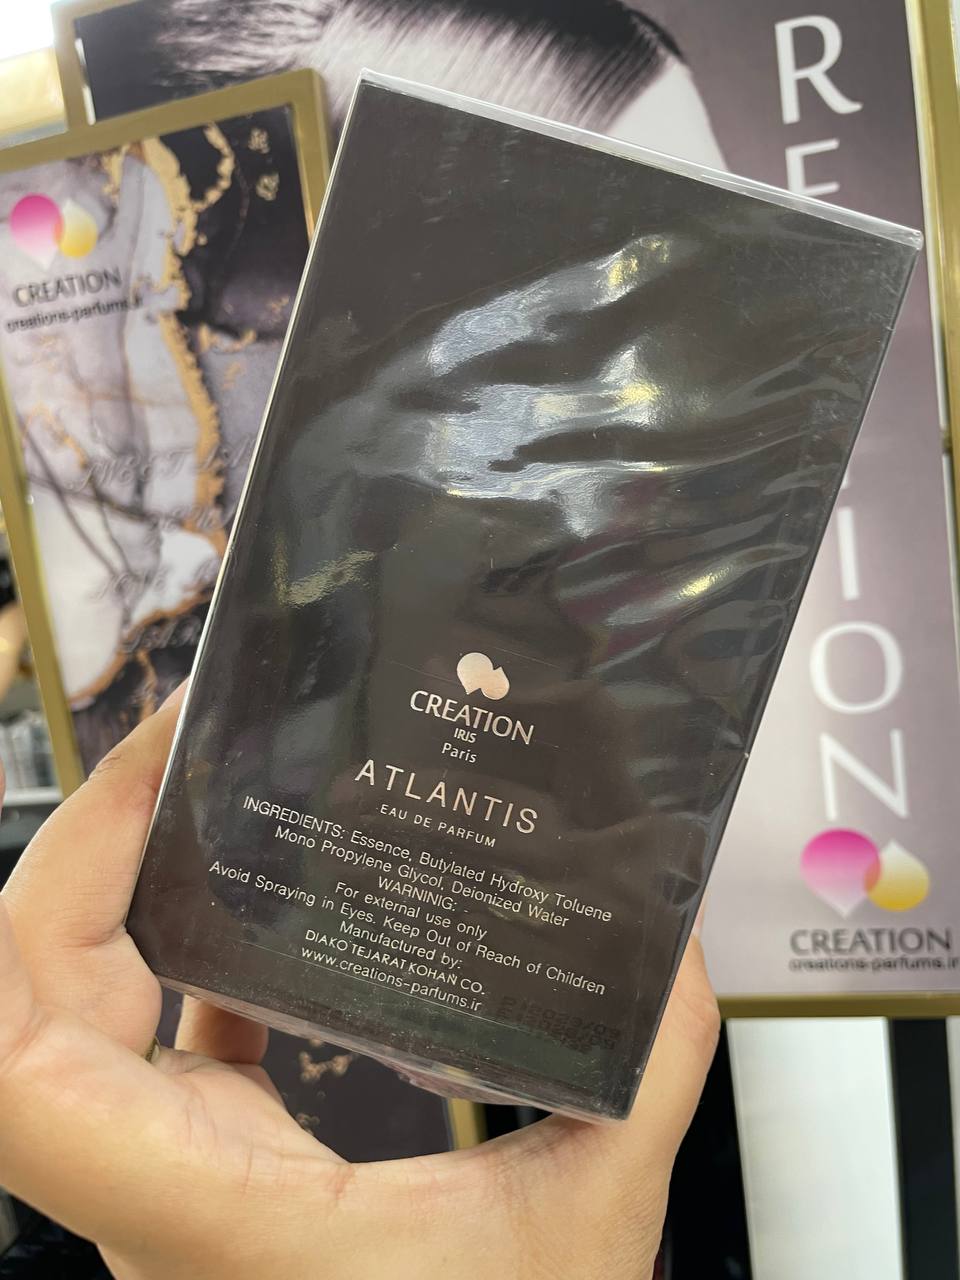 CREATION
creations-parfums.ir
CREATION
IRIS
Paris
ATLANTIS
EAU DE PARFUM
INGREDIENTS: Essence, Butylated Hydroxy Toluene
Mono Propylene Glycol, Deionized Water
WARNINIG: -
For external use only
Avoid Spraying in Eyes. Keep Out of Reach of Children
Manufactured by:
DIAKO TEJARAT KOHAN CO.
www.creations-parfums.ir
R
E
I
O
N
CREATION
creations-parfums.ir